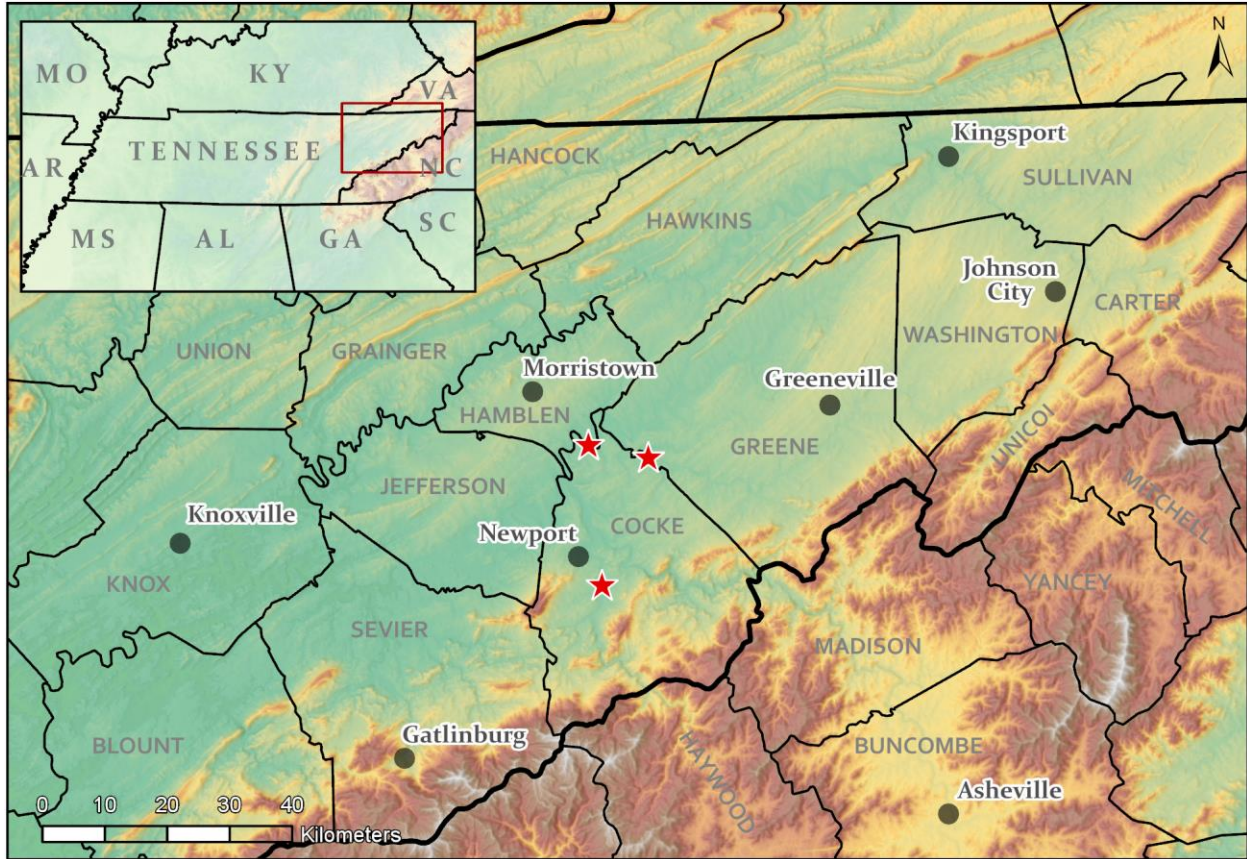 N
MO
KY
VA
TENNESSEE
AR
NC
MS
AL
GA
SC
HANCOCK
Kingsport
SULLIVAN
HAWKINS
Johnson
City
CARTER
WASHINGTON
UNION
GRAINGER
Morristown
HAMBLEN
Greeneville
GREENE
UNICOI
MITCHELL
JEFFERSON
Knoxville
Newport
COCKE
KNOX
YANCEY
SEVIER
MADISON
BLOUNT
Gatlinburg
HAYWOOD
BUNCOMBE
Asheville
0 10 20 30 40
Kilometers